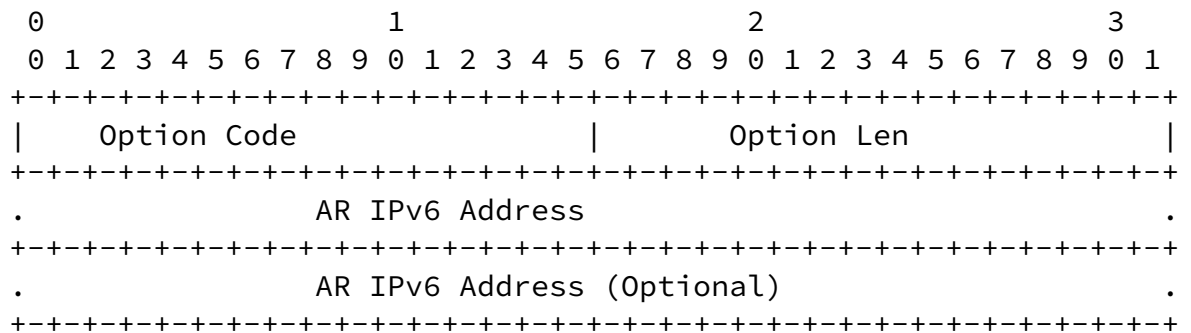 0                   1                   2                   3
 0 1 2 3 4 5 6 7 8 9 0 1 2 3 4 5 6 7 8 9 0 1 2 3 4 5 6 7 8 9 0 1
+-+-+-+-+-+-+-+-+-+-+-+-+-+-+-+-+-+-+-+-+-+-+-+-+-+-+-+-+-+-+-+-+
|    Option Code                |       Option Len              |
+-+-+-+-+-+-+-+-+-+-+-+-+-+-+-+-+-+-+-+-+-+-+-+-+-+-+-+-+-+-+-+-+
.                AR IPv6 Address                                .
+-+-+-+-+-+-+-+-+-+-+-+-+-+-+-+-+-+-+-+-+-+-+-+-+-+-+-+-+-+-+-+-+
.                AR IPv6 Address (Optional)                     .
+-+-+-+-+-+-+-+-+-+-+-+-+-+-+-+-+-+-+-+-+-+-+-+-+-+-+-+-+-+-+-+-+